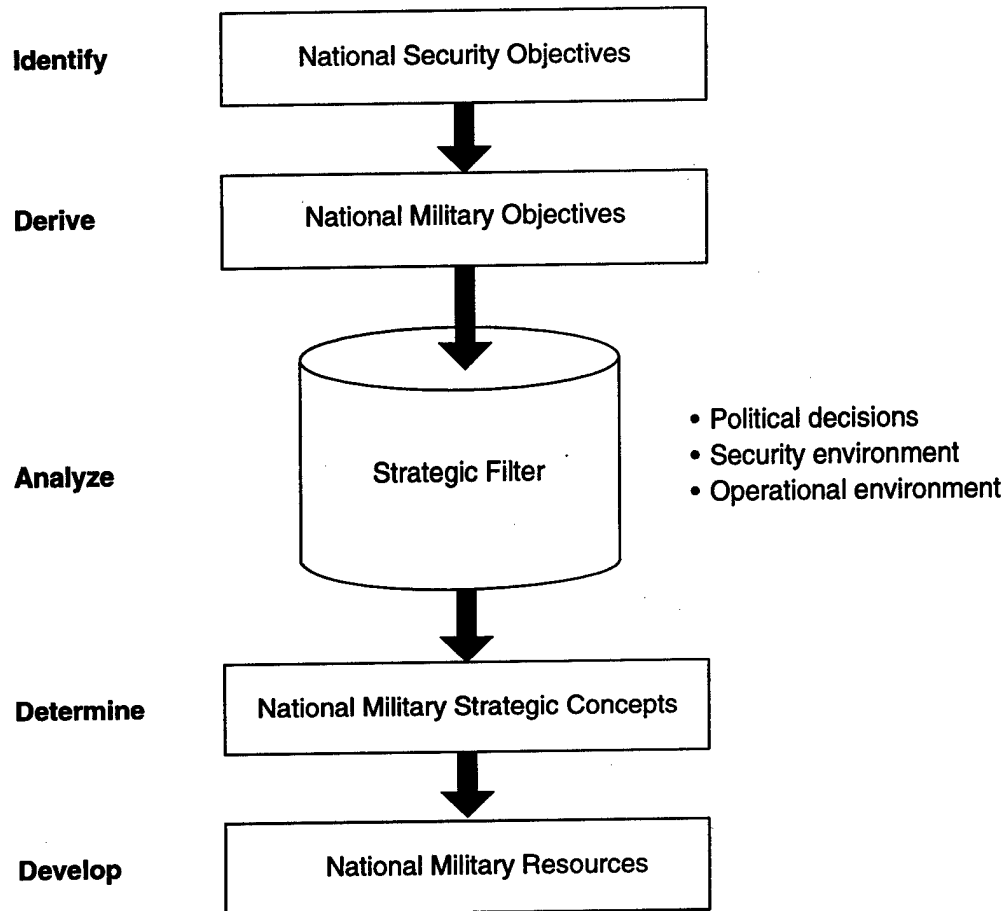 Identify
National Security Objectives
Derive
National Military Objectives
Analyze
Strategic Filter
• Political decisions
• Security environment
• Operational environment
Determine
National Military Strategic Concepts
Develop
National Military Resources